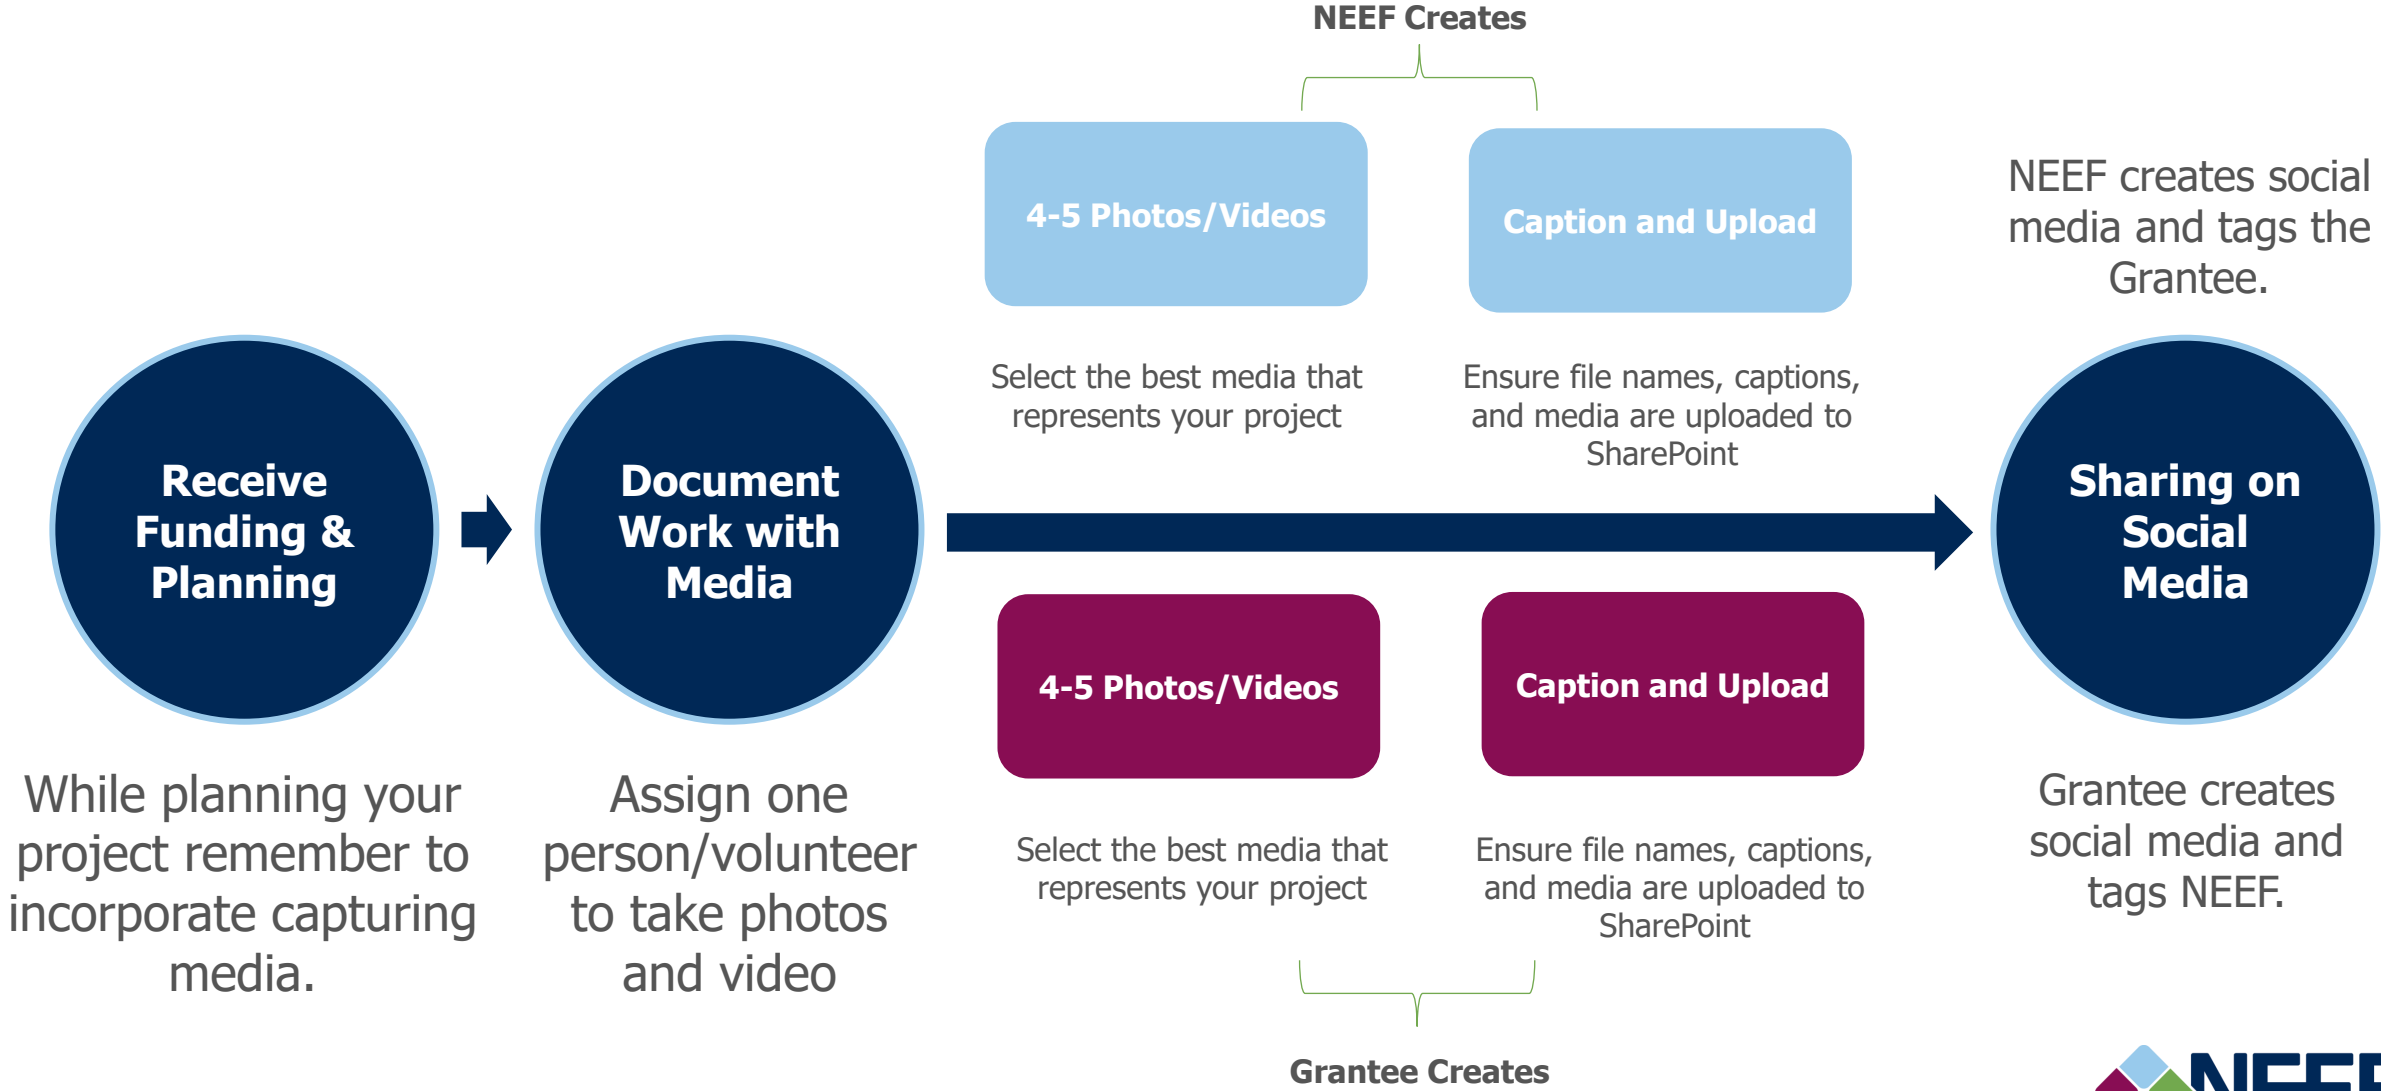 NEEF Creates
4-5 Photos/Videos
Caption and Upload
NEEF creates social
media and tags the
Grantee.
Select the best media that
represents your project
Ensure file names, captions,
and media are uploaded to
SharePoint
Receive
Funding &
Planning
Document
Work with
Media
Sharing on
Social
Media
4-5 Photos/Videos
Caption and Upload
While planning your
project remember to
incorporate capturing
media.
Assign one
person/volunteer
to take photos
and video
Select the best media that
represents your project
Ensure file names, captions,
and media are uploaded to
SharePoint
Grantee creates
social media and
tags NEEF.
Grantee Creates
NEEF